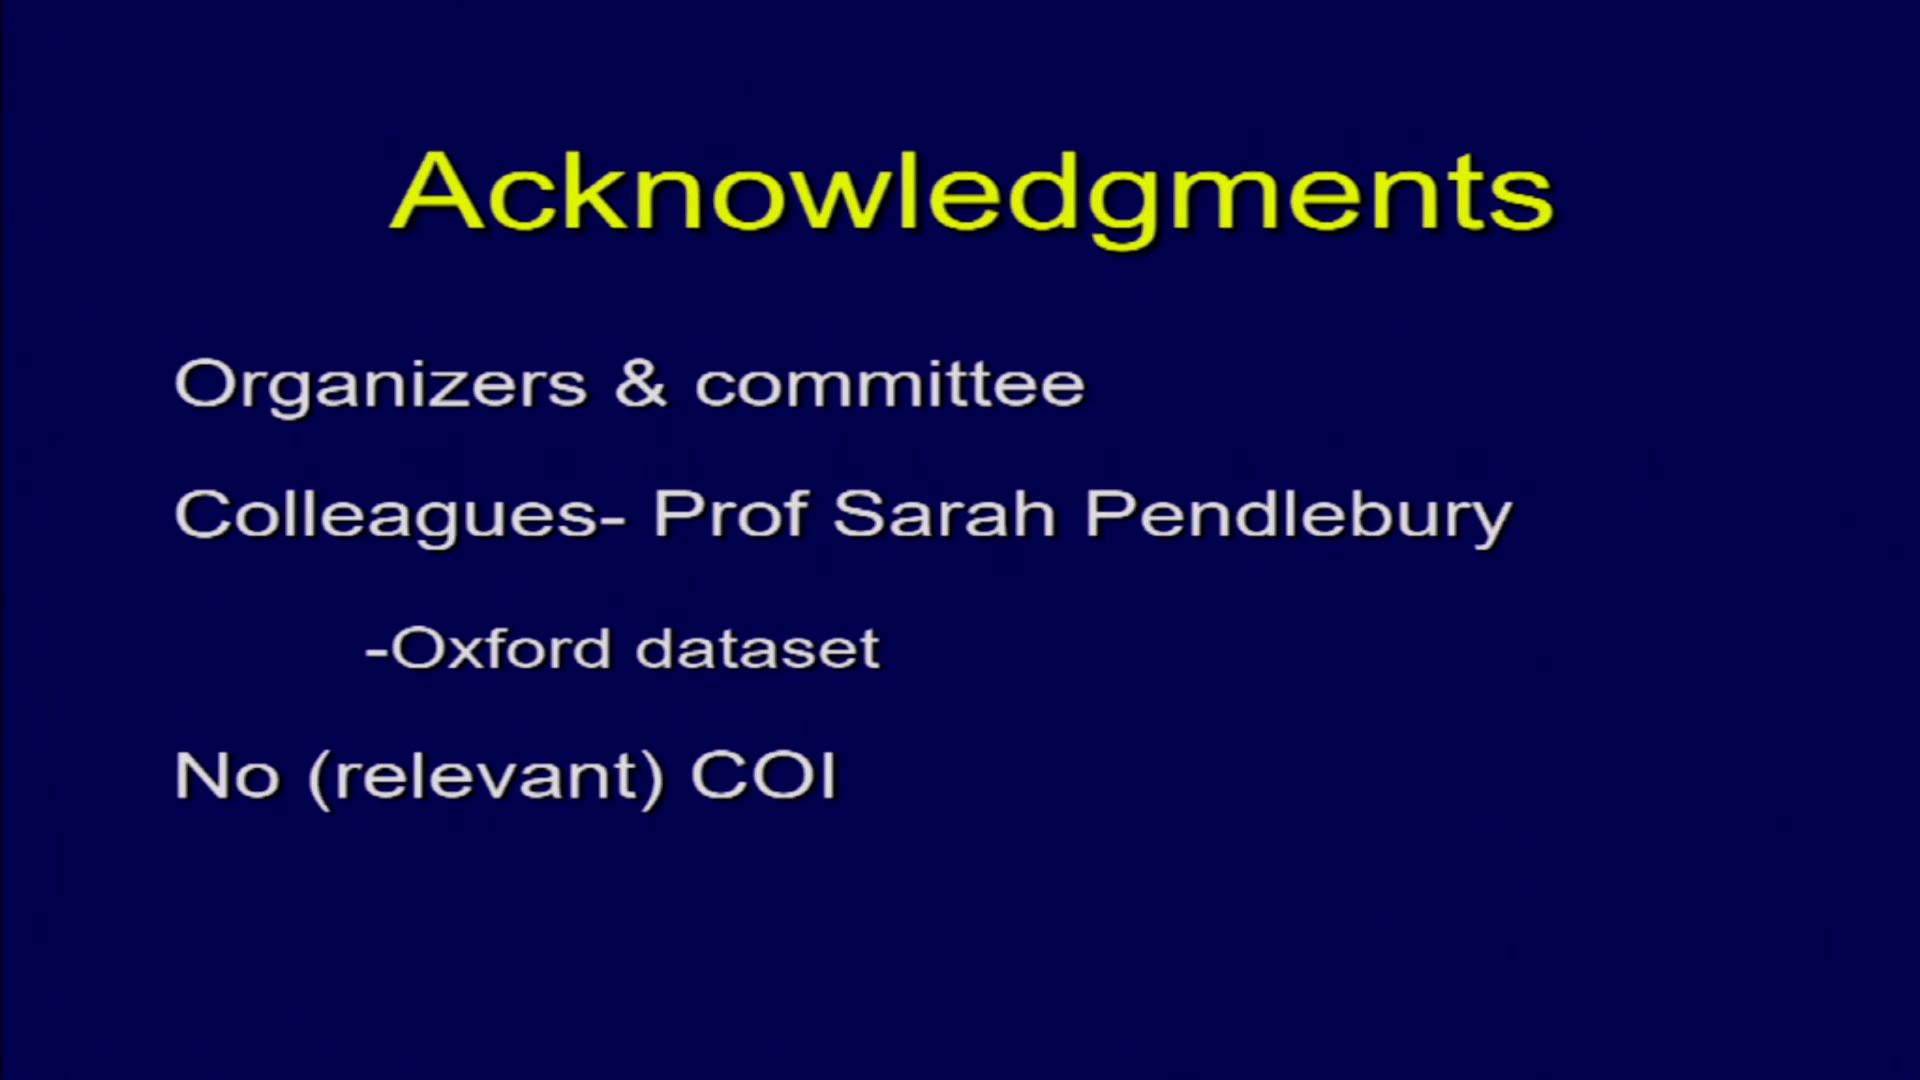 Acknowledgments
Organizers & committee
Colleagues- Prof Sarah Pendlebury
-Oxford dataset
No (relevant) COI